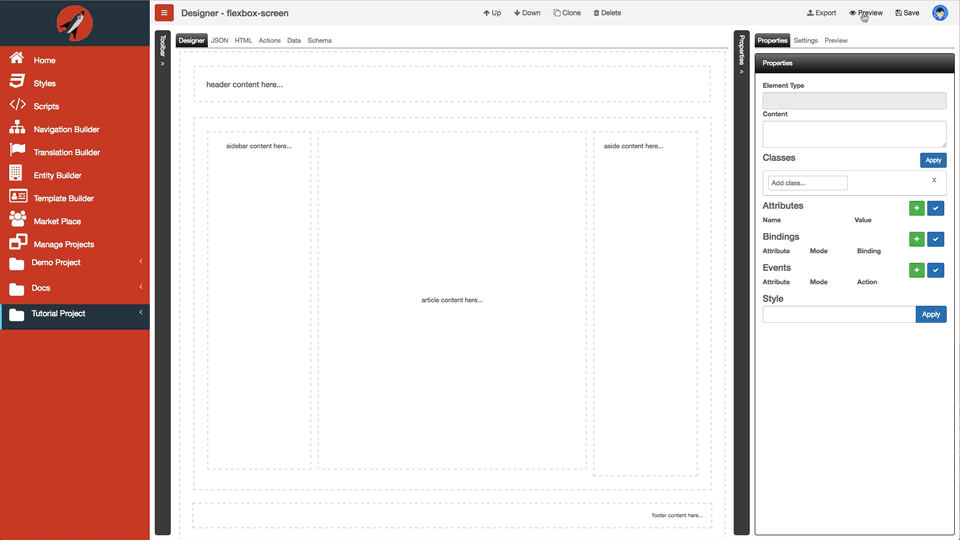 Designer - flexbox-screen
Up
Down
Clone
Delete
Export
Preview
Save
Home
Styles
Scripts
Navigation Builder
Translation Builder
Entity Builder
Template Builder
Market Place
Manage Projects
Demo Project
Docs
Tutorial Project
Toolbar
Designer JSON HTML Actions Data Schema
header content here...
sidebar content here...
article content here...
aside content here...
footer content here...
Properties
Properties Settings Preview
Properties
Element Type
Content
Classes
Apply
Add class...
X
Attributes
Name Value
Bindings
Attribute Mode Binding
Events
Attribute Mode Action
Style
Apply